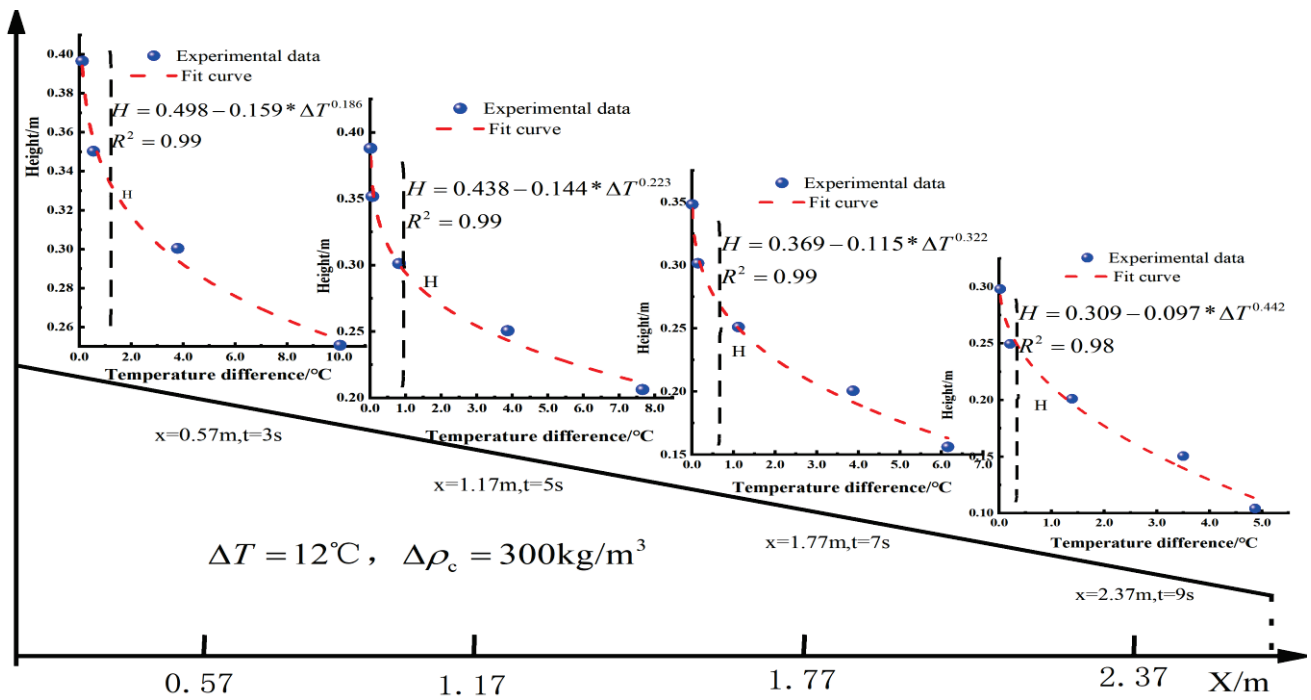 Height/m
0.40
0.38
0.36
0.34
0.32
0.30
0.28
0.26
0.0 2.0 4.0 6.0 8.0 10.0
Temperature difference/°C
Experimental data
Fit curve
H = 0.498 − 0.159 * ΔT^0.186
R² = 0.99
H
x=0.57m,t=3s
Height/m
0.40
0.35
0.30
0.25
0.20
0.0 1.0 2.0 3.0 4.0 5.0 6.0 7.0 8.0
Temperature difference/°C
Experimental data
Fit curve
H = 0.438 − 0.144 * ΔT^0.223
R² = 0.99
H
x=1.17m,t=5s
Height/m
0.35
0.30
0.25
0.20
0.15
0.0 1.0 2.0 3.0 4.0 5.0 6.0 7.0
Temperature difference/°C
Experimental data
Fit curve
H = 0.369 − 0.115 * ΔT^0.322
R² = 0.99
H
x=1.77m,t=7s
Height/m
0.30
0.25
0.20
0.15
0.10
0.0 1.0 2.0 3.0 4.0 5.0
Temperature difference/°C
Experimental data
Fit curve
H = 0.309 − 0.097 * ΔT^0.442
R² = 0.98
H
x=2.37m,t=9s
ΔT = 12℃, Δρc = 300kg/m³
0.57 1.17 1.77 2.37 X/m